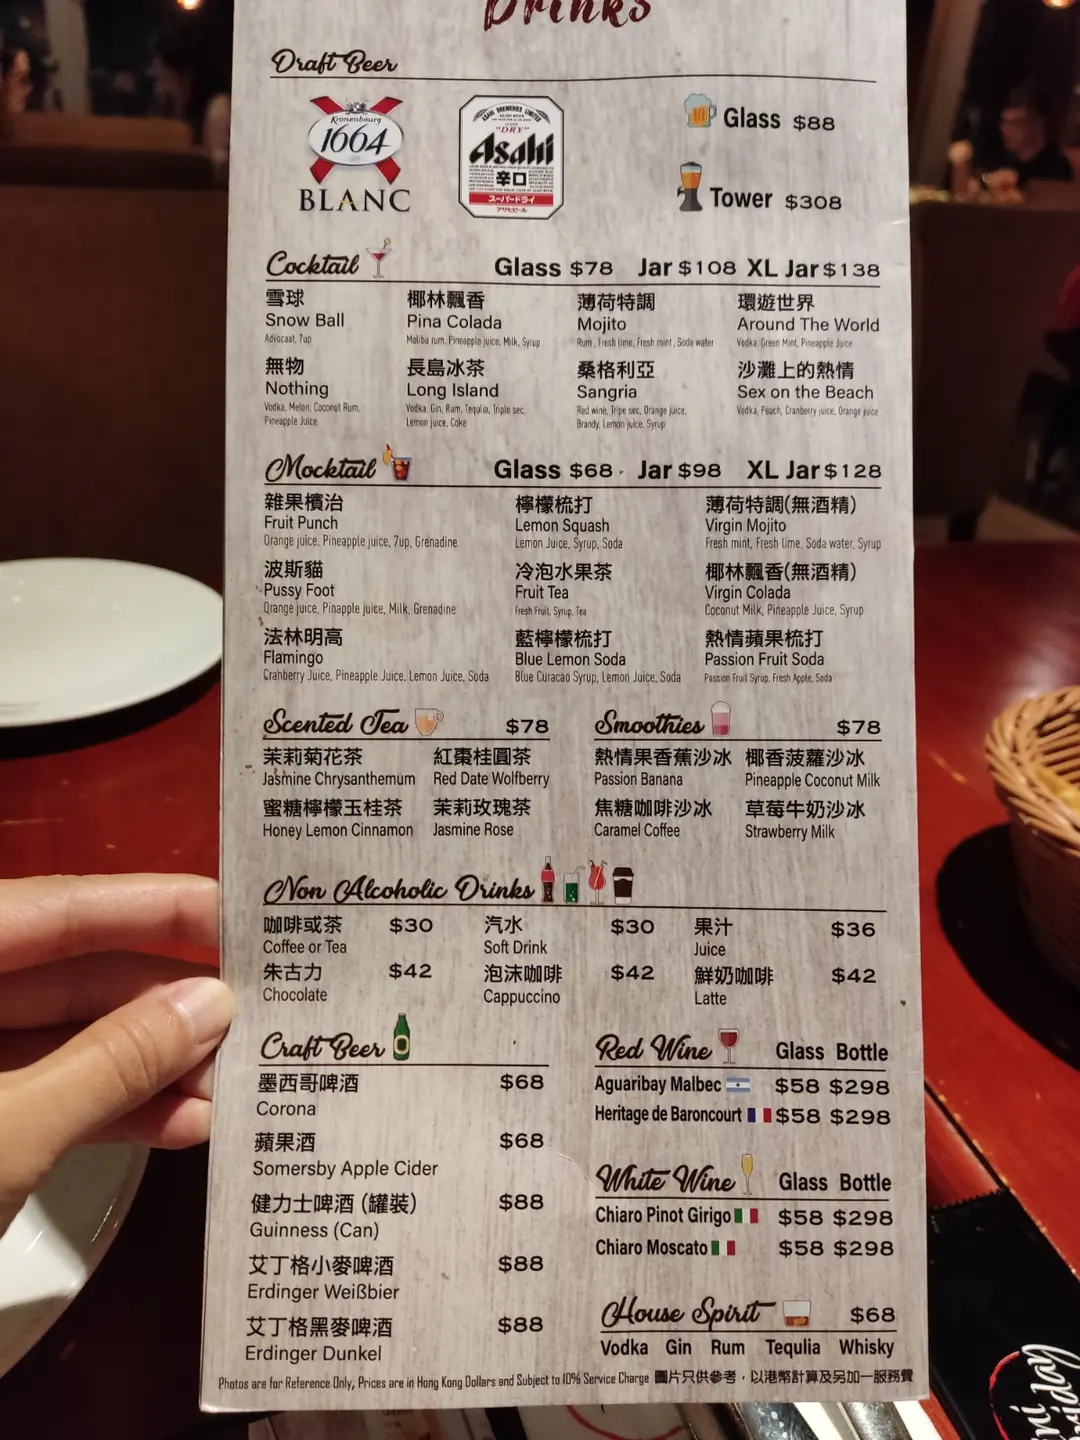 Drinks
Draft Beer
Kronenbourg
1664
BLANC
ASAHI BREWERIES LIMITED
"DRY"
Asahi
辛口
スーパードライ
アサヒビール
Glass $88
Tower $308
Cocktail Glass $78 Jar $108 XL Jar $138
雪球 椰林飄香 薄荷特調 環遊世界
Snow Ball Pina Colada Mojito Around The World
Advocaat, 7up Malibu rum, Pineapple juice, Milk, Syrup Rum, Fresh lime, Fresh mint, Soda water Vodka, Green Mint, Pineapple Juice
無物 長島冰茶 桑格利亞 沙灘上的熱情
Nothing Long Island Sangria Sex on the Beach
Vodka, Melon, Coconut Rum, Vodka, Gin, Rum, Tequlia, Triple sec, Red wine, Tripe sec, Orange juice, Vodka, Peach, Cranberry juice, Orange juice
Pineapple Juice Lemon juice, Coke Brandy, Lemon juice, Syrup
Mocktail Glass $68 Jar $98 XL Jar $128
雜果檳治 檸檬梳打 薄荷特調(無酒精)
Fruit Punch Lemon Squash Virgin Mojito
Orange juice, Pineapple juice, 7up, Grenadine Lemon Juice, Syrup, Soda Fresh mint, Fresh lime, Soda water, Syrup
波斯貓 冷泡水果茶 椰林飄香(無酒精)
Pussy Foot Fruit Tea Virgin Colada
Orange juice, Pinapple juice, Milk, Grenadine Fresh Fruit, Syrup, Tea Coconut Milk, Pineapple Juice, Syrup
法林明高 藍檸檬梳打 熱情蘋果梳打
Flamingo Blue Lemon Soda Passion Fruit Soda
Cranberry Juice, Pineapple Juice, Lemon Juice, Soda Blue Curacao Syrup, Lemon Juice, Soda Passion Fruit Syrup, Fresh Apple, Soda
Scented Tea $78 Smoothies $78
茉莉菊花茶 紅棗桂圓茶 熱情果香蕉沙冰 椰香菠蘿沙冰
Jasmine Chrysanthemum Red Date Wolfberry Passion Banana Pineapple Coconut Milk
蜜糖檸檬玉桂茶 茉莉玫瑰茶 焦糖咖啡沙冰 草莓牛奶沙冰
Honey Lemon Cinnamon Jasmine Rose Caramel Coffee Strawberry Milk
Non Alcoholic Drinks
咖啡或茶 $30 汽水 $30 果汁 $36
Coffee or Tea Soft Drink Juice
朱古力 $42 泡沫咖啡 $42 鮮奶咖啡 $42
Chocolate Cappuccino Latte
Craft Beer
墨西哥啤酒 $68
Corona
蘋果酒 $68
Somersby Apple Cider
健力士啤酒 (罐裝) $88
Guinness (Can)
艾丁格小麥啤酒 $88
Erdinger Weißbier
艾丁格黑麥啤酒 $88
Erdinger Dunkel
Red Wine Glass Bottle
Aguaribay Malbec $58 $298
Heritage de Baroncourt $58 $298
White Wine Glass Bottle
Chiaro Pinot Girigo $58 $298
Chiaro Moscato $58 $298
House Spirit $68
Vodka Gin Rum Tequlia Whisky
Photos are for Reference Only, Prices are in Hong Kong Dollars and Subject to 10% Service Charge 圖片只供參考，以港幣計算及另加一服務費